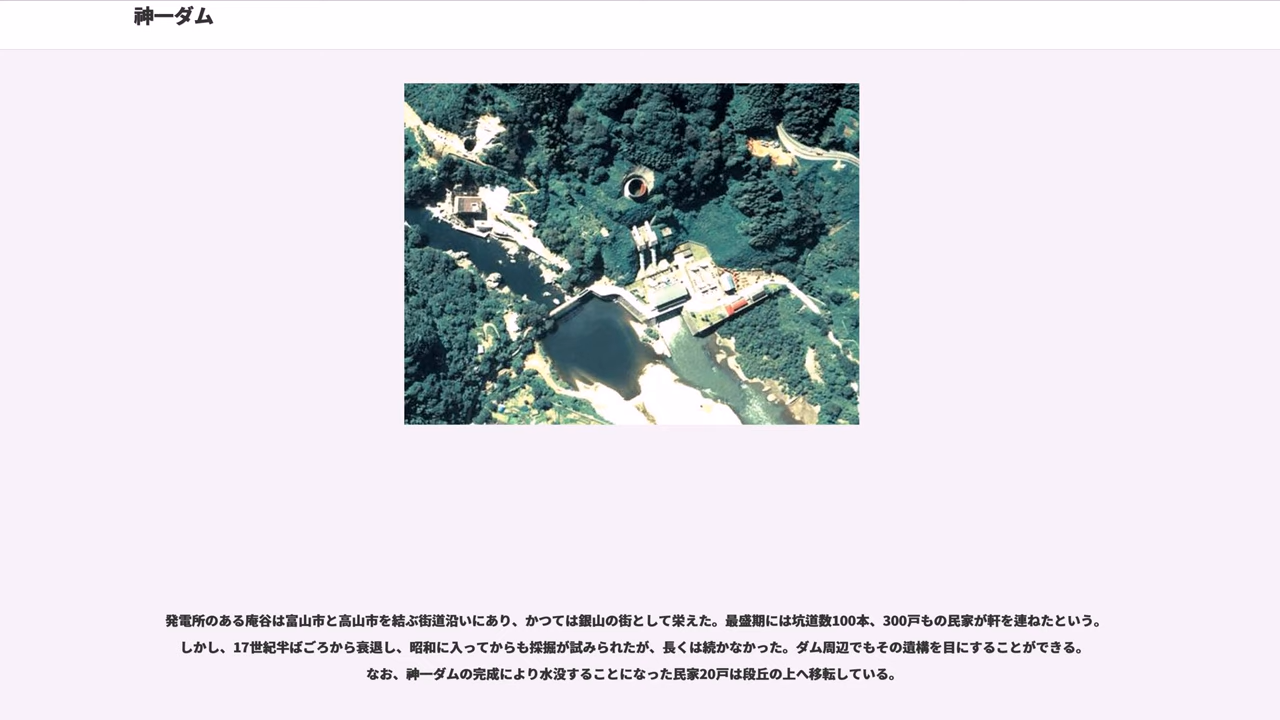 神一ダム
発電所のある庵谷は富山市と高山市を結ぶ街道沿いにあり、かつては銀山の街として栄えた。最盛期には坑道数100本、300戸もの民家が軒を連ねたという。
しかし、17世紀半ばごろから衰退し、昭和に入ってからも採掘が試みられたが、長くは続かなかった。ダム周辺でもその遺構を目にすることができる。
なお、神一ダムの完成により水没することになった民家20戸は段丘の上へ移転している。